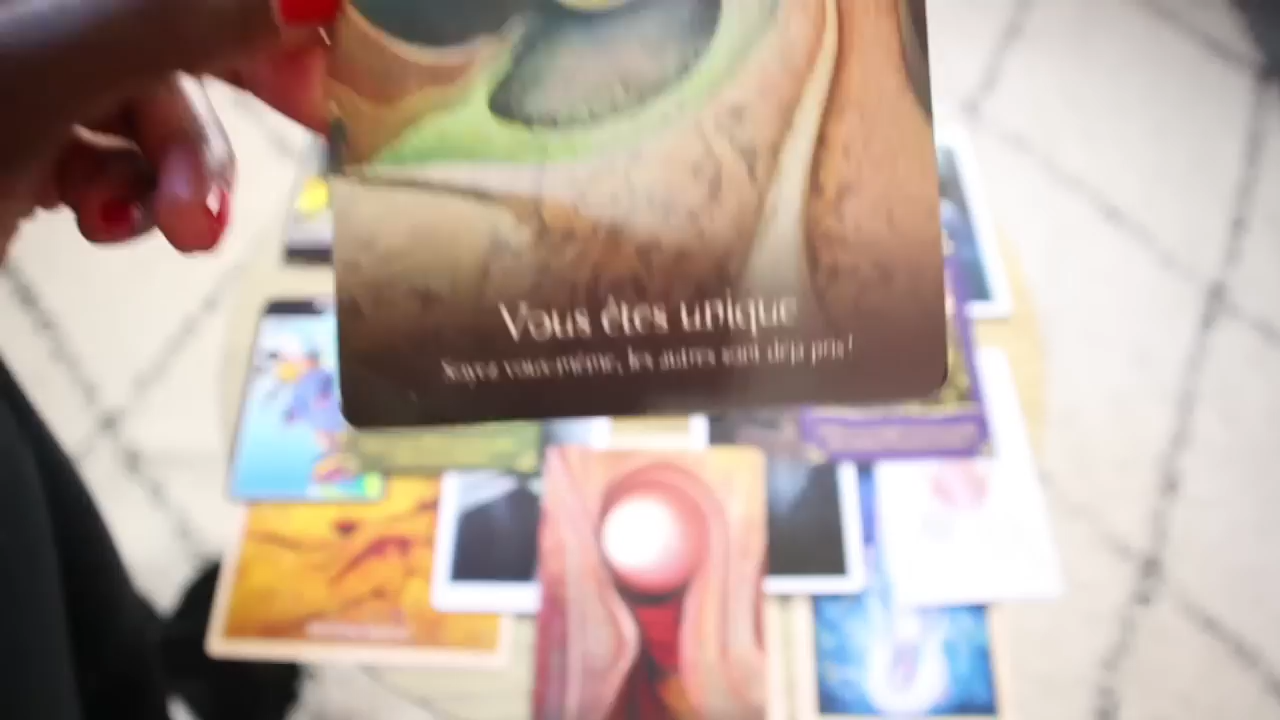 Vous êtes unique
Soyez vous-même, les autres sont déjà pris!